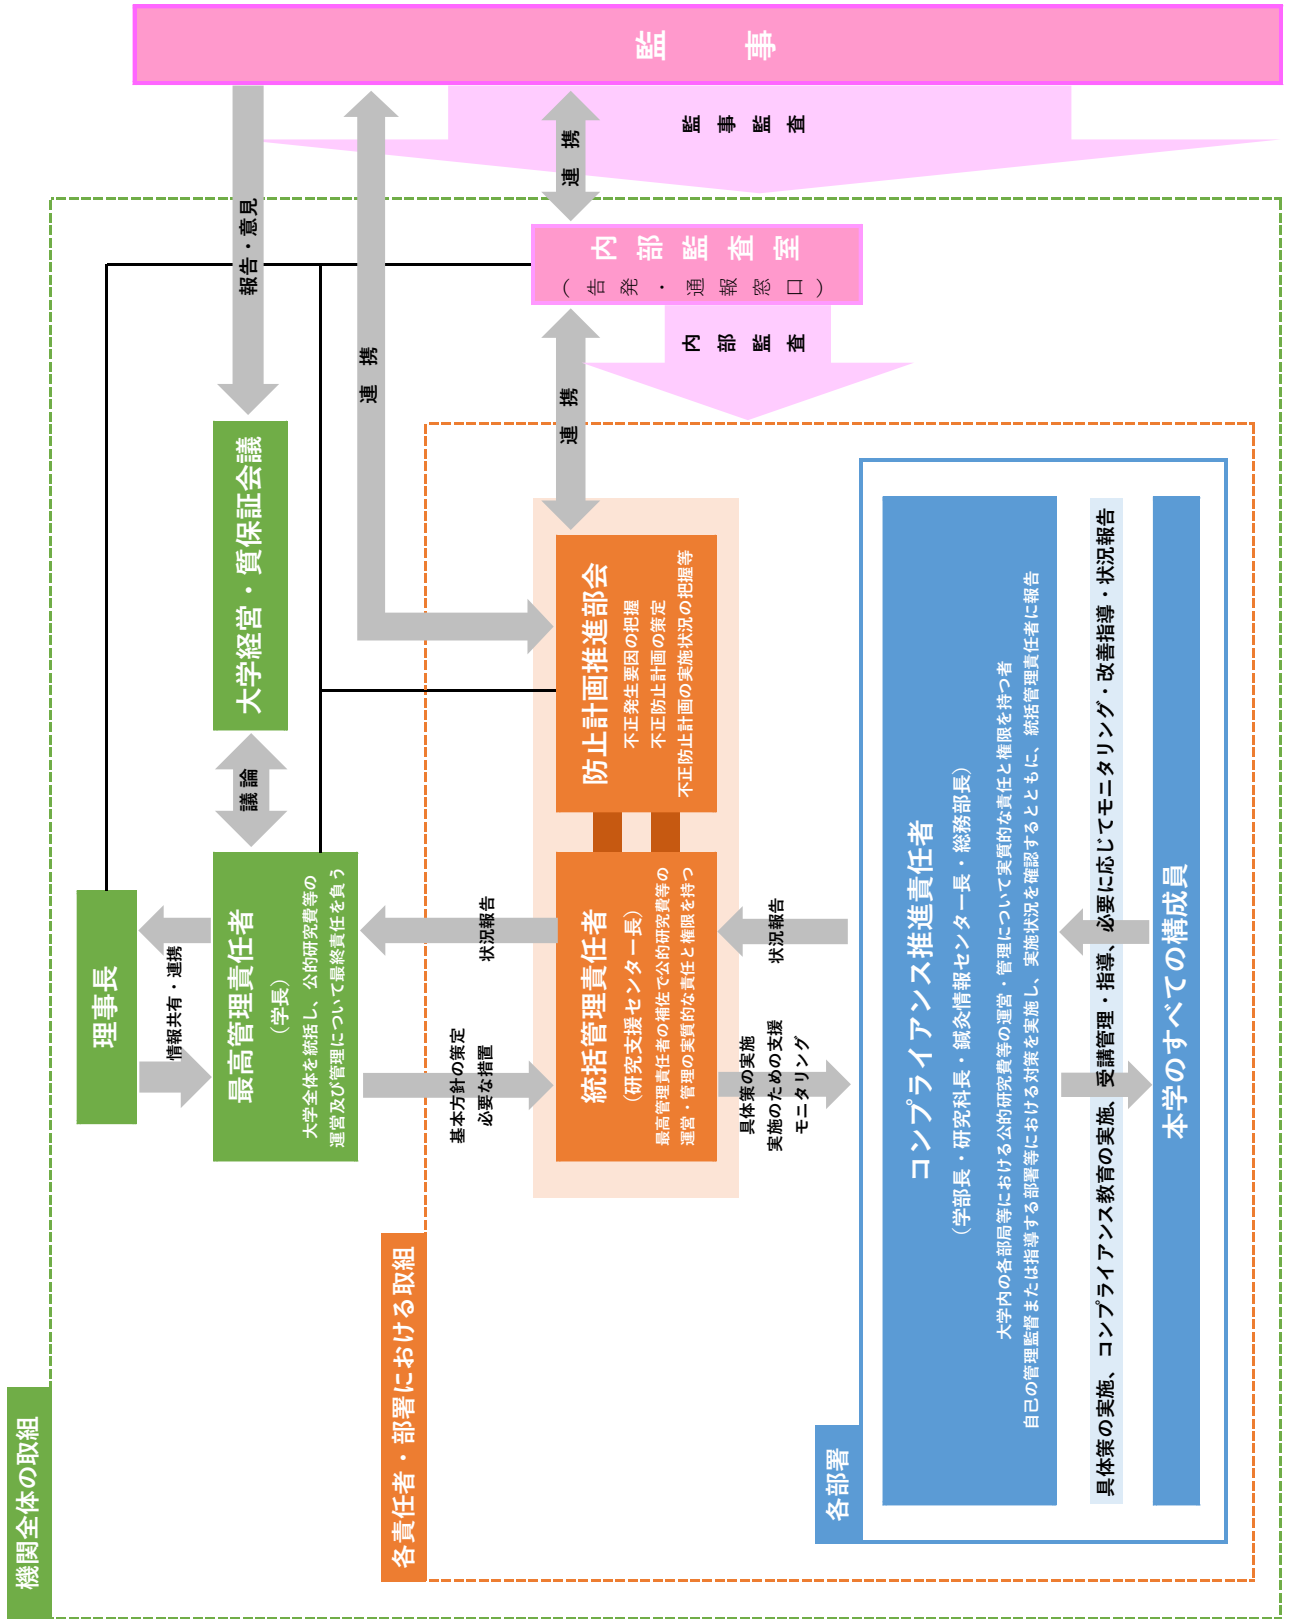 機関全体の取組
理事長
情報共有・連携
最高管理責任者
（学長）
大学全体を統括し、公的研究費等の
運営及び管理について最終責任を負う
議論
大学経営・質保証会議
報告・意見
監事
連携
連携
監事監査
内部監査室
（告発・通報窓口）
連携
内部監査
各責任者・部署における取組
基本方針の策定
必要な措置
状況報告
統括管理責任者
（研究支援センター長）
最高管理責任者の補佐で公的研究費等の
運営・管理の実質的な責任と権限を持つ
防止計画推進部会
不正発生要因の把握
不正防止計画の策定
不正防止計画の実施状況の把握等
具体策の実施
実施のための支援
モニタリング
状況報告
各部署
コンプライアンス推進責任者
（学部長・研究科長・鍼灸情報センター長・総務部長）
大学内の各部局等における公的研究費等の運営・管理について実質的な責任と権限を持つ者
自己の管理監督または指導する部署等における対策を実施し、実施状況を確認するとともに、統括管理責任者に報告
具体策の実施、コンプライアンス教育の実施、受講管理・指導、必要に応じてモニタリング・改善指導・状況報告
本学のすべての構成員